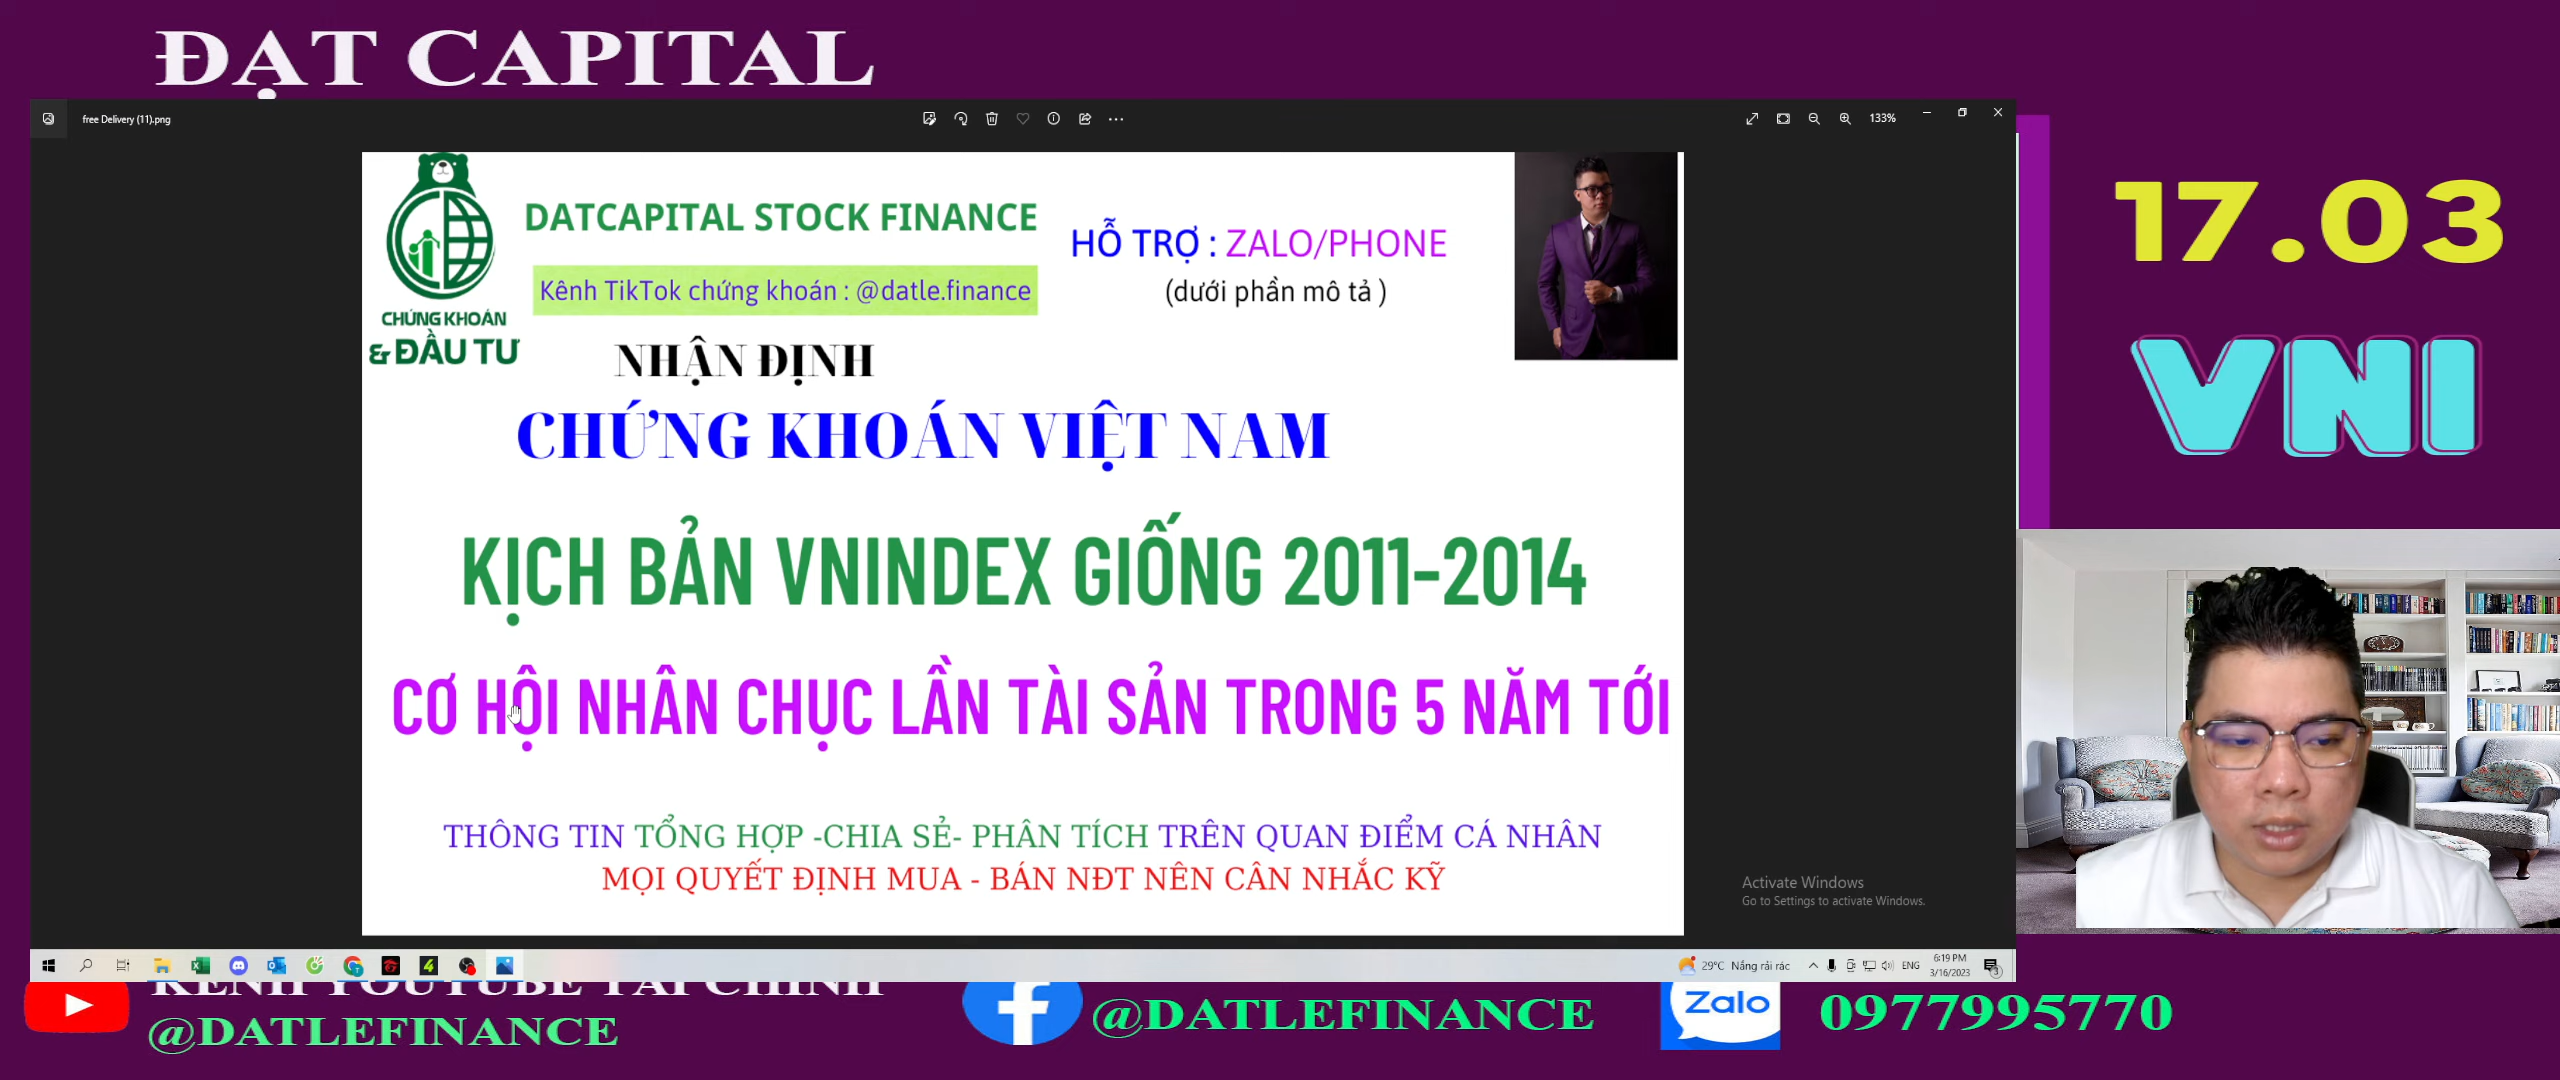 ĐẠT CAPITAL
free Delivery (11).png
133%
CHỨNG KHOÁN
& ĐẦU TƯ
DATCAPITAL STOCK FINANCE
Kênh TikTok chứng khoán : @datle.finance
HỖ TRỢ : ZALO/PHONE
(dưới phần mô tả )
NHẬN ĐỊNH
CHỨNG KHOÁN VIỆT NAM
KỊCH BẢN VNINDEX GIỐNG 2011-2014
CƠ HỘI NHÂN CHỤC LẦN TÀI SẢN TRONG 5 NĂM TỚI
THÔNG TIN TỔNG HỢP -CHIA SẺ- PHÂN TÍCH TRÊN QUAN ĐIỂM CÁ NHÂN
MỌI QUYẾT ĐỊNH MUA - BÁN NĐT NÊN CÂN NHẮC KỸ
17.03
VNI
Activate Windows
Go to Settings to activate Windows.
29°C Nắng rải rác
ENG
6:19 PM
3/16/2023
3
KÊNH YOUTUBE TÀI CHÍNH
@DATLEFINANCE
@DATLEFINANCE
Zalo
0977995770